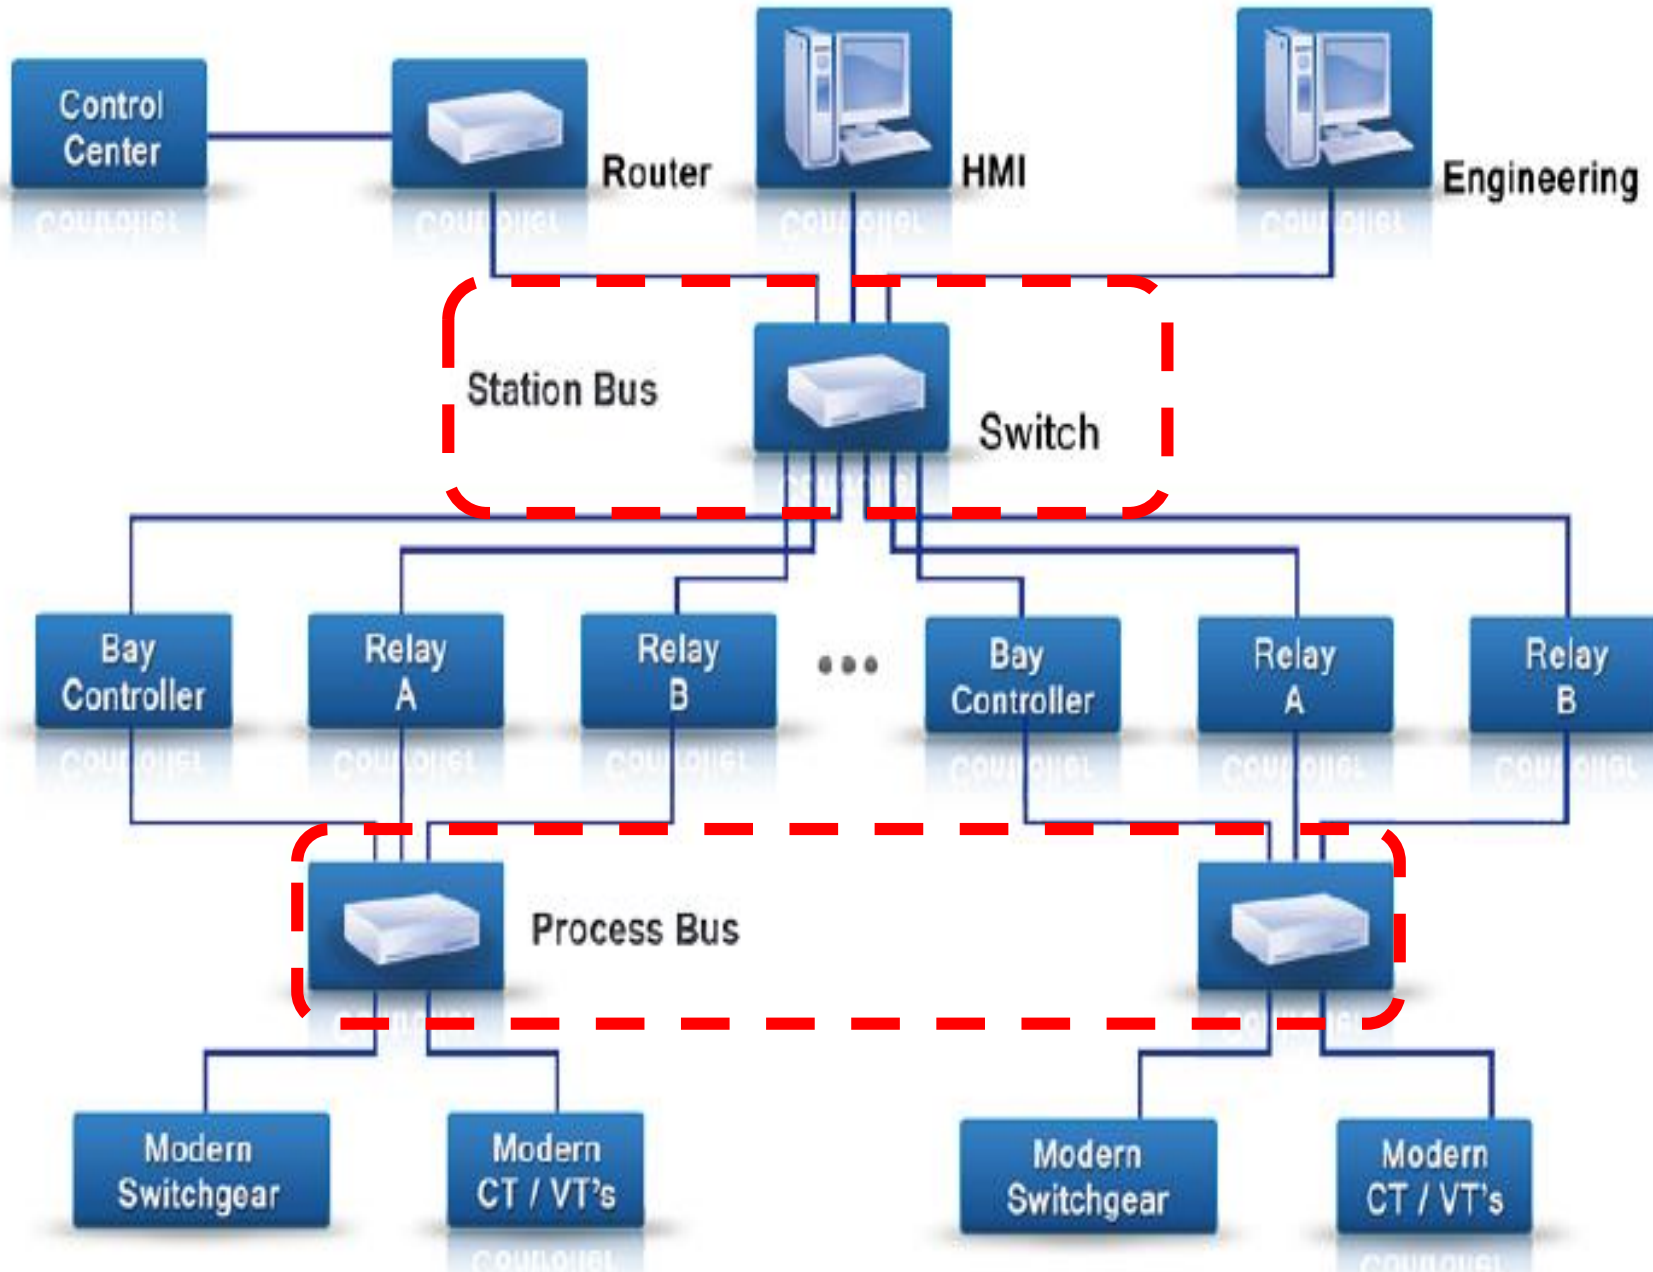 Control
Center
Router
HMI
Engineering
Station Bus
Switch
Bay
Controller
Relay
A
Relay
B
Bay
Controller
Relay
A
Relay
B
Process Bus
Modern
Switchgear
Modern
CT / VT's
Modern
Switchgear
Modern
CT / VT's